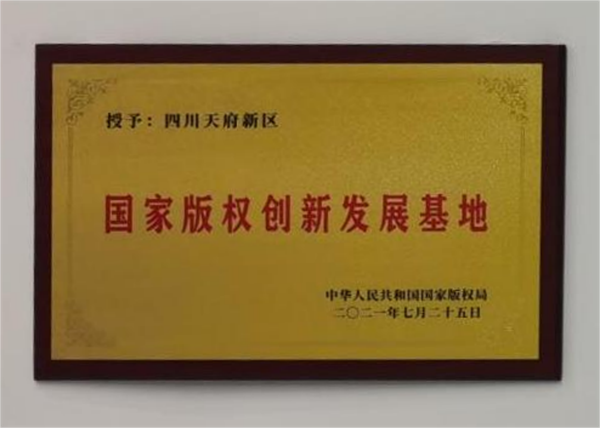 授予：四川天府新区
国家版权创新发展基地
中华人民共和国国家版权局
二〇二一年七月二十五日